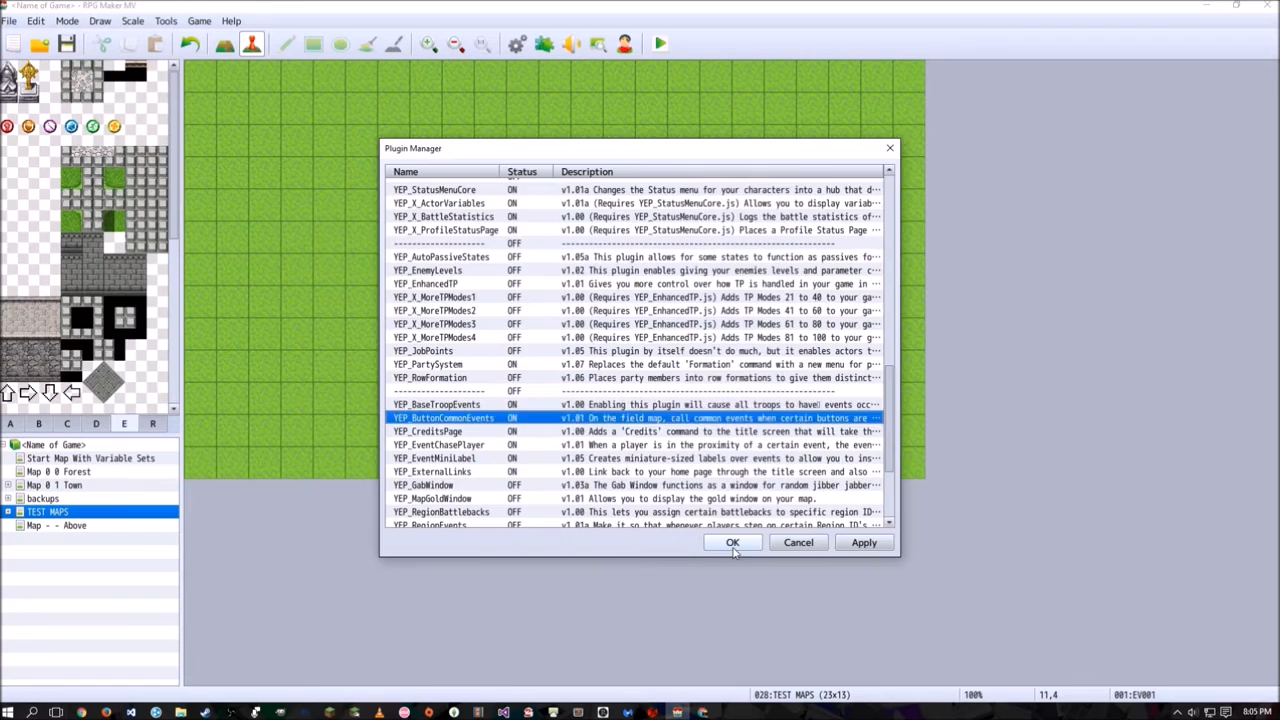 <Name of Game> - RPG Maker MV
File Edit Mode Draw Scale Tools Game Help
Plugin Manager
Name Status Description
YEP_StatusMenuCore ON v1.01a Changes the Status menu for your characters into a hub that d···
YEP_X_ActorVariables ON v1.01a (Requires YEP_StatusMenuCore.js) Allows you to display variab···
YEP_X_BattleStatistics ON v1.00 (Requires YEP_StatusMenuCore.js) Logs the battle statistics of···
YEP_X_ProfileStatusPage ON v1.00 (Requires YEP_StatusMenuCore.js) Places a Profile Status Page ···
-------------------- OFF ------------------------------------------------------------
YEP_AutoPassiveStates OFF v1.05a This plugin allows for some states to function as passives fo···
YEP_EnemyLevels OFF v1.02 This plugin enables giving your enemies levels and parameter c···
YEP_EnhancedTP OFF v1.01 Gives you more control over how TP is handled in your game in ···
YEP_X_MoreTPModes1 OFF v1.00 (Requires YEP_EnhancedTP.js) Adds TP Modes 21 to 40 to your ga···
YEP_X_MoreTPModes2 OFF v1.00 (Requires YEP_EnhancedTP.js) Adds TP Modes 41 to 60 to your ga···
YEP_X_MoreTPModes3 OFF v1.00 (Requires YEP_EnhancedTP.js) Adds TP Modes 61 to 80 to your ga···
YEP_X_MoreTPModes4 OFF v1.00 (Requires YEP_EnhancedTP.js) Adds TP Modes 81 to 100 to your g···
YEP_JobPoints OFF v1.05 This plugin by itself doesn't do much, but it enables actors t···
YEP_PartySystem OFF v1.07 Replaces the default 'Formation' command with a new menu for p···
YEP_RowFormation OFF v1.06 Places party members into row formations to give them distinct···
-------------------- OFF ------------------------------------------------------------
YEP_BaseTroopEvents ON v1.00 Enabling this plugin will cause all troops to have events occ···
YEP_ButtonCommonEvents ON v1.01 On the field map, call common events when certain buttons are ···
YEP_CreditsPage ON v1.00 Adds a 'Credits' command to the title screen that will take th···
YEP_EventChasePlayer ON v1.01 When a player is in the proximity of a certain event, the even···
YEP_EventMiniLabel ON v1.05 Creates miniature-sized labels over events to allow you to ins···
YEP_ExternalLinks ON v1.00 Link back to your home page through the title screen and also ···
YEP_GabWindow ON v1.03a The Gab Window functions as a window for random jibber jabber···
YEP_MapGoldWindow ON v1.01 Allows you to display the gold window on your map.
YEP_RegionBattlebacks ON v1.00 This lets you assign certain battlebacks to specific region ID···
YEP_RegionEvents ON v1.01a Make it so that whenever players step on certain Region ID's···
OK Cancel Apply
A B C D E R
<Name of Game>
Start Map With Variable Sets
Map 0 0 Forest
Map 0 1 Town
backups
TEST MAPS
Map - - Above
028:TEST MAPS (23x13) 100% 11,4 001:EV001
8:05 PM